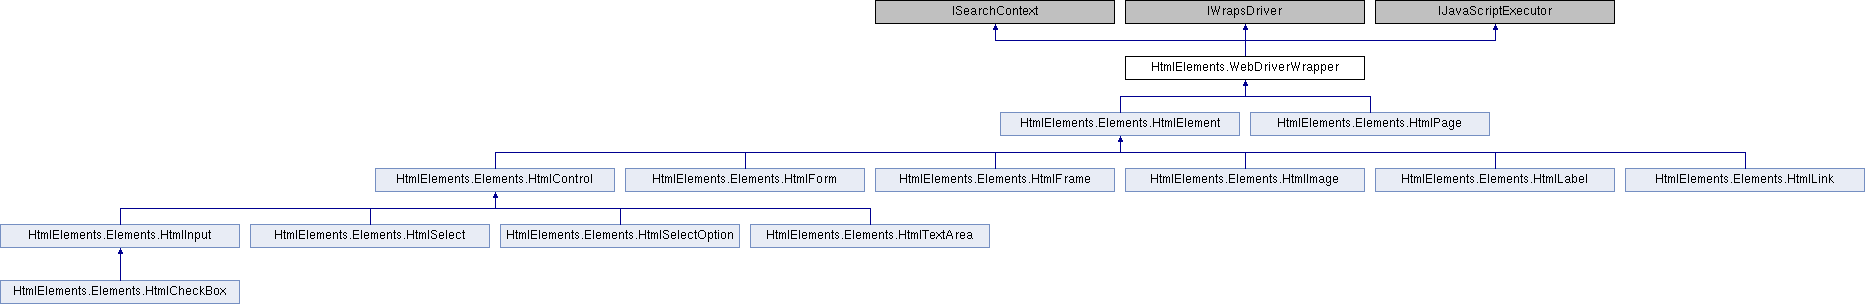 ISearchContext
IWrapsDriver
IJavaScriptExecutor
HtmlElements.WebDriverWrapper
HtmlElements.Elements.HtmlElement
HtmlElements.Elements.HtmlPage
HtmlElements.Elements.HtmlControl
HtmlElements.Elements.HtmlForm
HtmlElements.Elements.HtmlFrame
HtmlElements.Elements.HtmlImage
HtmlElements.Elements.HtmlLabel
HtmlElements.Elements.HtmlLink
HtmlElements.Elements.HtmlInput
HtmlElements.Elements.HtmlSelect
HtmlElements.Elements.HtmlSelectOption
HtmlElements.Elements.HtmlTextArea
HtmlElements.Elements.HtmlCheckBox